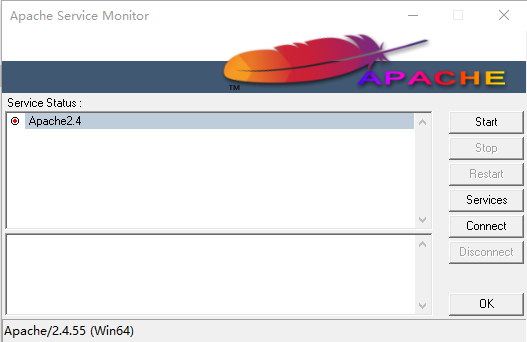 Apache Service Monitor
TM
APACHE
Service Status :
Apache2.4
Start
Stop
Restart
Services
Connect
Disconnect
OK
Apache/2.4.55 (Win64)